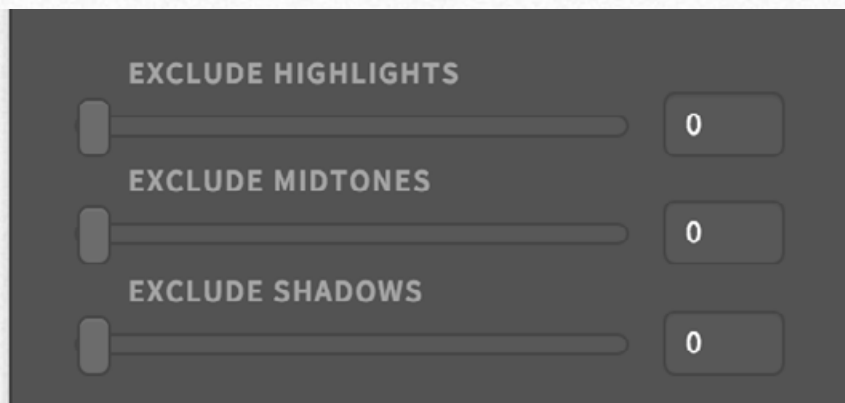 EXCLUDE HIGHLIGHTS
0
EXCLUDE MIDTONES
0
EXCLUDE SHADOWS
0